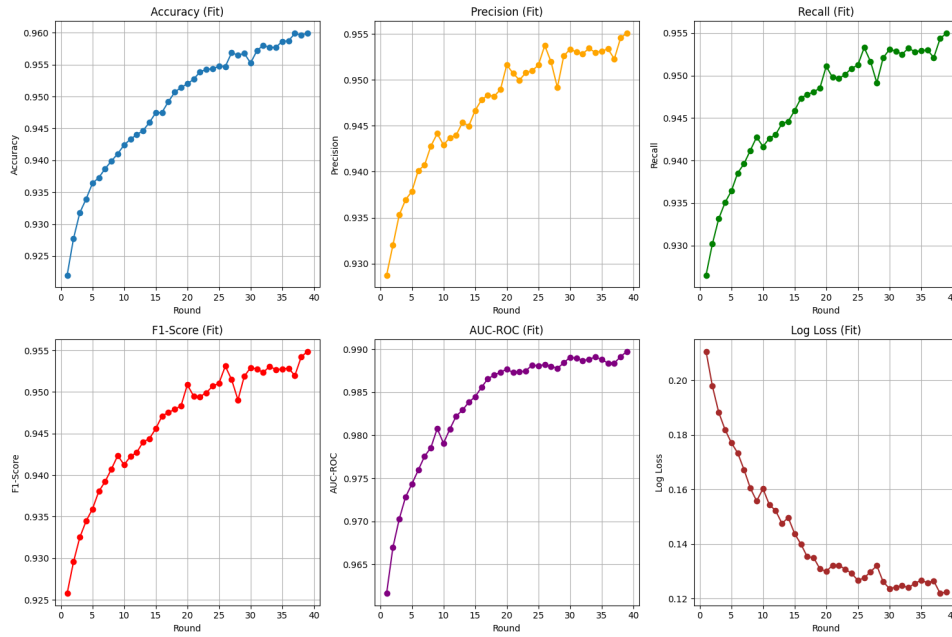 Accuracy (Fit)
0.960
0.955
0.950
0.945
0.940
0.935
0.930
0.925
Accuracy
0 5 10 15 20 25 30 35 40
Round
Precision (Fit)
0.955
0.950
0.945
0.940
0.935
0.930
Precision
0 5 10 15 20 25 30 35 40
Round
Recall (Fit)
0.955
0.950
0.945
0.940
0.935
0.930
Recall
0 5 10 15 20 25 30 35 40
Round
F1-Score (Fit)
0.955
0.950
0.945
0.940
0.935
0.930
0.925
F1-Score
0 5 10 15 20 25 30 35 40
Round
AUC-ROC (Fit)
0.990
0.985
0.980
0.975
0.970
0.965
AUC-ROC
0 5 10 15 20 25 30 35 40
Round
Log Loss (Fit)
0.20
0.18
0.16
0.14
0.12
Log Loss
0 5 10 15 20 25 30 35 40
Round